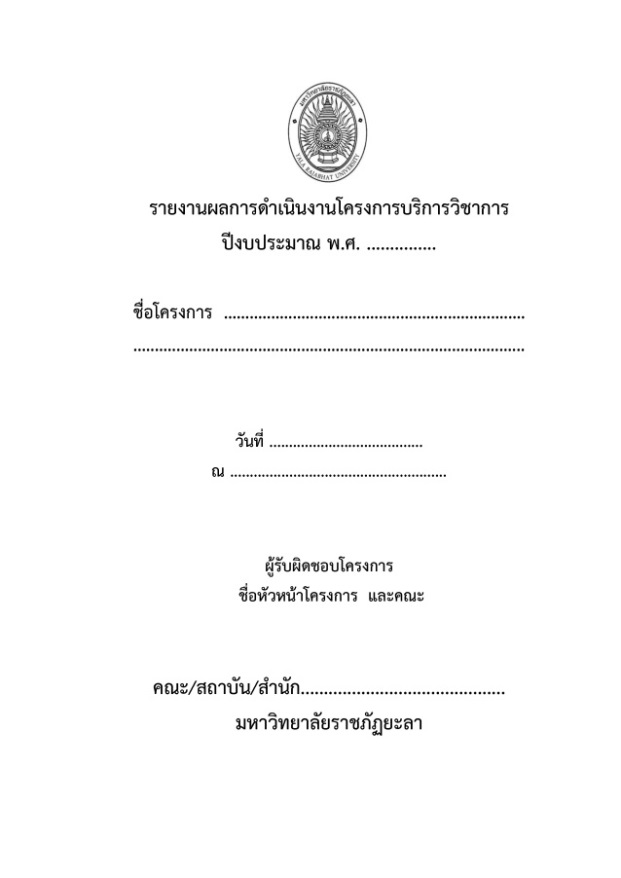 มหาวิทยาลัยราชภัฏยะลา
YALA RAJABHAT UNIVERSITY
รายงานผลการดำเนินงานโครงการบริการวิชาการ
ปีงบประมาณ พ.ศ. ...............
ชื่อโครงการ ......................................................................
...........................................................................................
วันที่ .......................................
ณ .......................................................
ผู้รับผิดชอบโครงการ
ชื่อหัวหน้าโครงการ และคณะ
คณะ/สถาบัน/สำนัก............................................
มหาวิทยาลัยราชภัฏยะลา